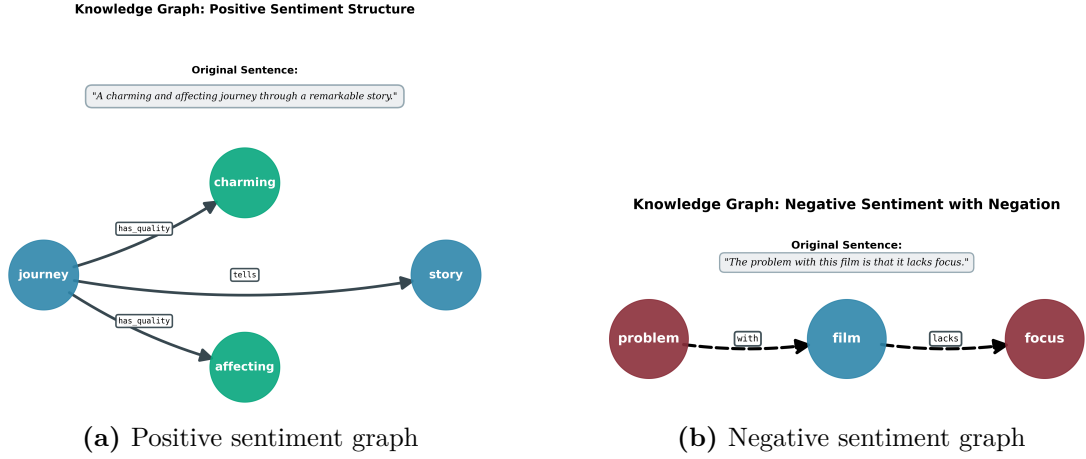 Knowledge Graph: Positive Sentiment Structure
Original Sentence:
"A charming and affecting journey through a remarkable story."
charming
has_quality
journey
tells
story
has_quality
affecting
(a) Positive sentiment graph
Knowledge Graph: Negative Sentiment with Negation
Original Sentence:
"The problem with this film is that it lacks focus."
problem
with
film
lacks
focus
(b) Negative sentiment graph